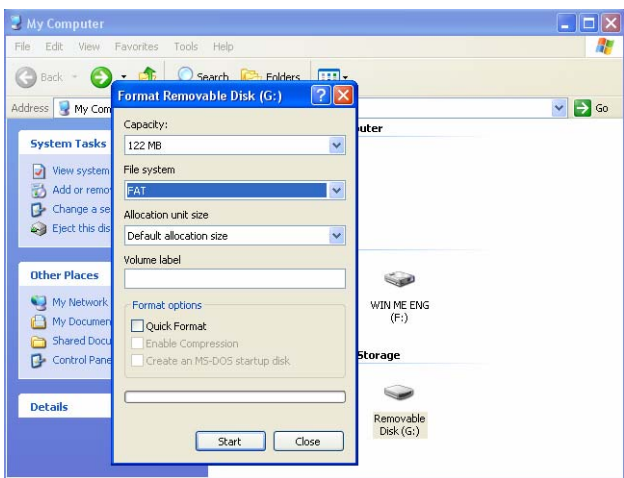 My Computer
File Edit View Favorites Tools Help
Back Search Folders
Address My Com Go
System Tasks
View system
Add or remo
Change a se
Eject this dis
Other Places
My Network
My Documen
Shared Docu
Control Pane
Details
Format Removable Disk (G:)
Capacity:
122 MB
File system
FAT
Allocation unit size
Default allocation size
Volume label
Format options
Quick Format
Enable Compression
Create an MS-DOS startup disk
Start Close
puter
WIN ME ENG
(F:)
Storage
Removable
Disk (G:)